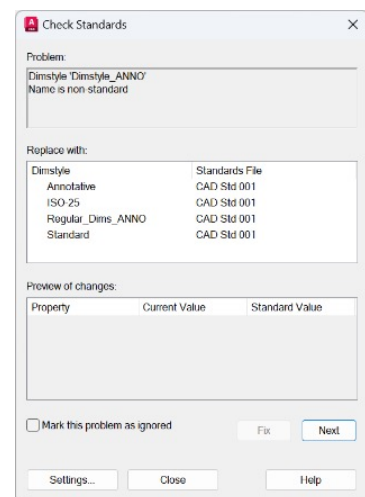 Check Standards
Problem:
Dimstyle 'Dimstyle_ANNO'
Name is non-standard
Replace with:
Dimstyle Standards File
Annotative CAD Std 001
ISO-25 CAD Std 001
Regular_Dims_ANNO CAD Std 001
Standard CAD Std 001
Preview of changes:
Property Current Value Standard Value
Mark this problem as ignored Fix Next
Settings... Close Help